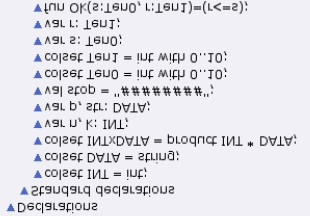 Declarations
Standard declarations
colset INT = int;
colset DATA = string;
colset INTxDATA = product INT * DATA;
var n, k: INT;
var p, str: DATA;
val stop = "########";
colset Ten0 = int with 0..10;
colset Ten1 = int with 0..10;
var s: Ten0;
var r: Ten1;
fun Ok(s:Ten0, r:Ten1)=(r<=s);